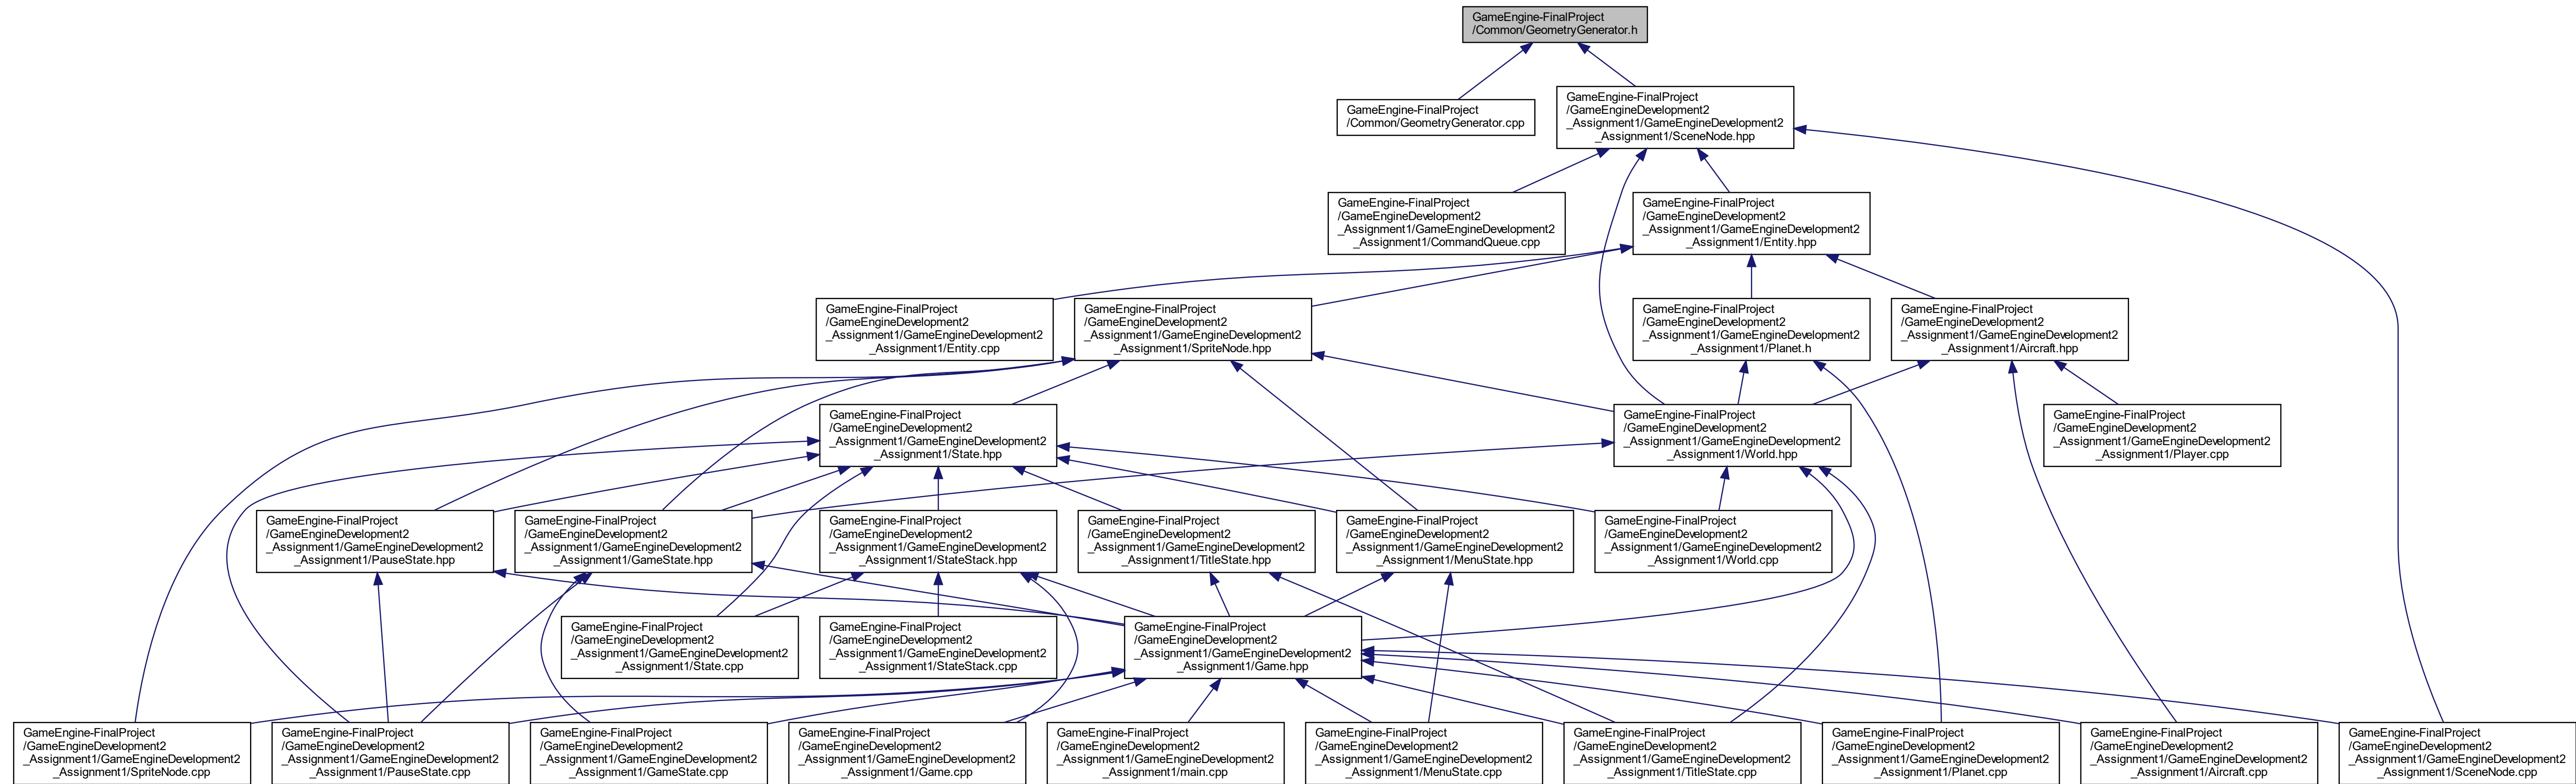 GameEngine-FinalProject
/Common/GeometryGenerator.h
GameEngine-FinalProject
/GameEngineDevelopment2
_Assignment1/GameEngineDevelopment2
_Assignment1/SceneNode.hpp
GameEngine-FinalProject
/Common/GeometryGenerator.cpp
GameEngine-FinalProject
/GameEngineDevelopment2
_Assignment1/GameEngineDevelopment2
_Assignment1/CommandQueue.cpp
GameEngine-FinalProject
/GameEngineDevelopment2
_Assignment1/GameEngineDevelopment2
_Assignment1/Entity.hpp
GameEngine-FinalProject
/GameEngineDevelopment2
_Assignment1/GameEngineDevelopment2
_Assignment1/Entity.cpp
GameEngine-FinalProject
/GameEngineDevelopment2
_Assignment1/GameEngineDevelopment2
_Assignment1/SpriteNode.hpp
GameEngine-FinalProject
/GameEngineDevelopment2
_Assignment1/GameEngineDevelopment2
_Assignment1/Planet.h
GameEngine-FinalProject
/GameEngineDevelopment2
_Assignment1/GameEngineDevelopment2
_Assignment1/Aircraft.hpp
GameEngine-FinalProject
/GameEngineDevelopment2
_Assignment1/GameEngineDevelopment2
_Assignment1/State.hpp
GameEngine-FinalProject
/GameEngineDevelopment2
_Assignment1/GameEngineDevelopment2
_Assignment1/World.hpp
GameEngine-FinalProject
/GameEngineDevelopment2
_Assignment1/GameEngineDevelopment2
_Assignment1/Player.cpp
GameEngine-FinalProject
/GameEngineDevelopment2
_Assignment1/GameEngineDevelopment2
_Assignment1/PauseState.hpp
GameEngine-FinalProject
/GameEngineDevelopment2
_Assignment1/GameEngineDevelopment2
_Assignment1/GameState.hpp
GameEngine-FinalProject
/GameEngineDevelopment2
_Assignment1/GameEngineDevelopment2
_Assignment1/StateStack.hpp
GameEngine-FinalProject
/GameEngineDevelopment2
_Assignment1/GameEngineDevelopment2
_Assignment1/TitleState.hpp
GameEngine-FinalProject
/GameEngineDevelopment2
_Assignment1/GameEngineDevelopment2
_Assignment1/MenuState.hpp
GameEngine-FinalProject
/GameEngineDevelopment2
_Assignment1/GameEngineDevelopment2
_Assignment1/World.cpp
GameEngine-FinalProject
/GameEngineDevelopment2
_Assignment1/GameEngineDevelopment2
_Assignment1/State.cpp
GameEngine-FinalProject
/GameEngineDevelopment2
_Assignment1/GameEngineDevelopment2
_Assignment1/StateStack.cpp
GameEngine-FinalProject
/GameEngineDevelopment2
_Assignment1/GameEngineDevelopment2
_Assignment1/Game.hpp
GameEngine-FinalProject
/GameEngineDevelopment2
_Assignment1/GameEngineDevelopment2
_Assignment1/SpriteNode.cpp
GameEngine-FinalProject
/GameEngineDevelopment2
_Assignment1/GameEngineDevelopment2
_Assignment1/PauseState.cpp
GameEngine-FinalProject
/GameEngineDevelopment2
_Assignment1/GameEngineDevelopment2
_Assignment1/GameState.cpp
GameEngine-FinalProject
/GameEngineDevelopment2
_Assignment1/GameEngineDevelopment2
_Assignment1/Game.cpp
GameEngine-FinalProject
/GameEngineDevelopment2
_Assignment1/GameEngineDevelopment2
_Assignment1/main.cpp
GameEngine-FinalProject
/GameEngineDevelopment2
_Assignment1/GameEngineDevelopment2
_Assignment1/MenuState.cpp
GameEngine-FinalProject
/GameEngineDevelopment2
_Assignment1/GameEngineDevelopment2
_Assignment1/TitleState.cpp
GameEngine-FinalProject
/GameEngineDevelopment2
_Assignment1/GameEngineDevelopment2
_Assignment1/Planet.cpp
GameEngine-FinalProject
/GameEngineDevelopment2
_Assignment1/GameEngineDevelopment2
_Assignment1/Aircraft.cpp
GameEngine-FinalProject
/GameEngineDevelopment2
_Assignment1/GameEngineDevelopment2
_Assignment1/SceneNode.cpp